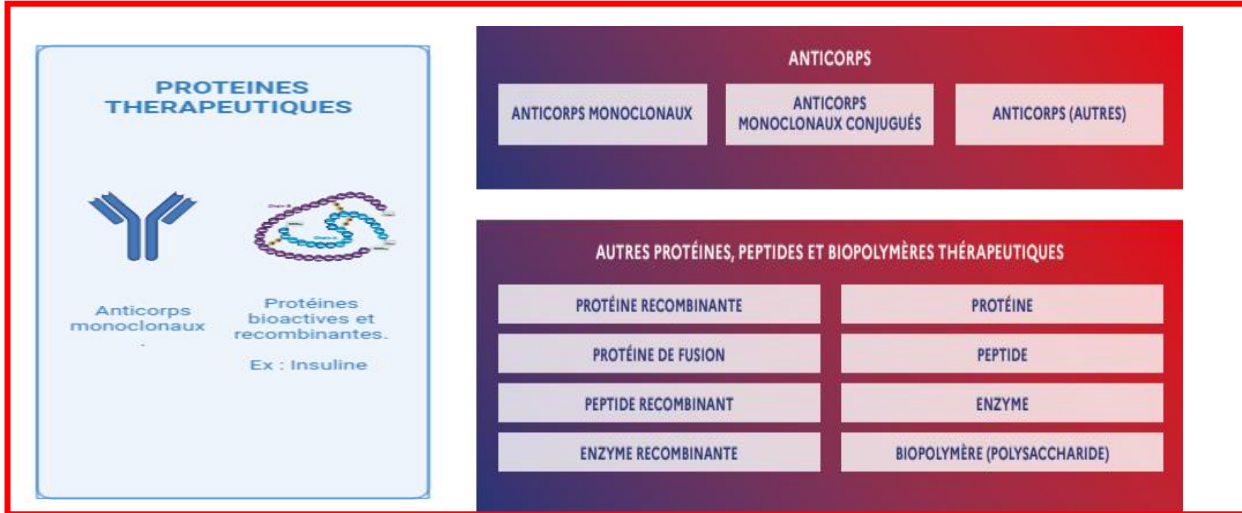 PROTEINES
THERAPEUTIQUES
Anticorps
monoclonaux
.
Protéines
bioactives et
recombinantes.
Ex : Insuline
ANTICORPS
ANTICORPS MONOCLONAUX
ANTICORPS
MONOCLONAUX CONJUGUÉS
ANTICORPS (AUTRES)
AUTRES PROTÉINES, PEPTIDES ET BIOPOLYMÈRES THÉRAPEUTIQUES
PROTÉINE RECOMBINANTE
PROTÉINE
PROTÉINE DE FUSION
PEPTIDE
PEPTIDE RECOMBINANT
ENZYME
ENZYME RECOMBINANTE
BIOPOLYMÈRE (POLYSACCHARIDE)